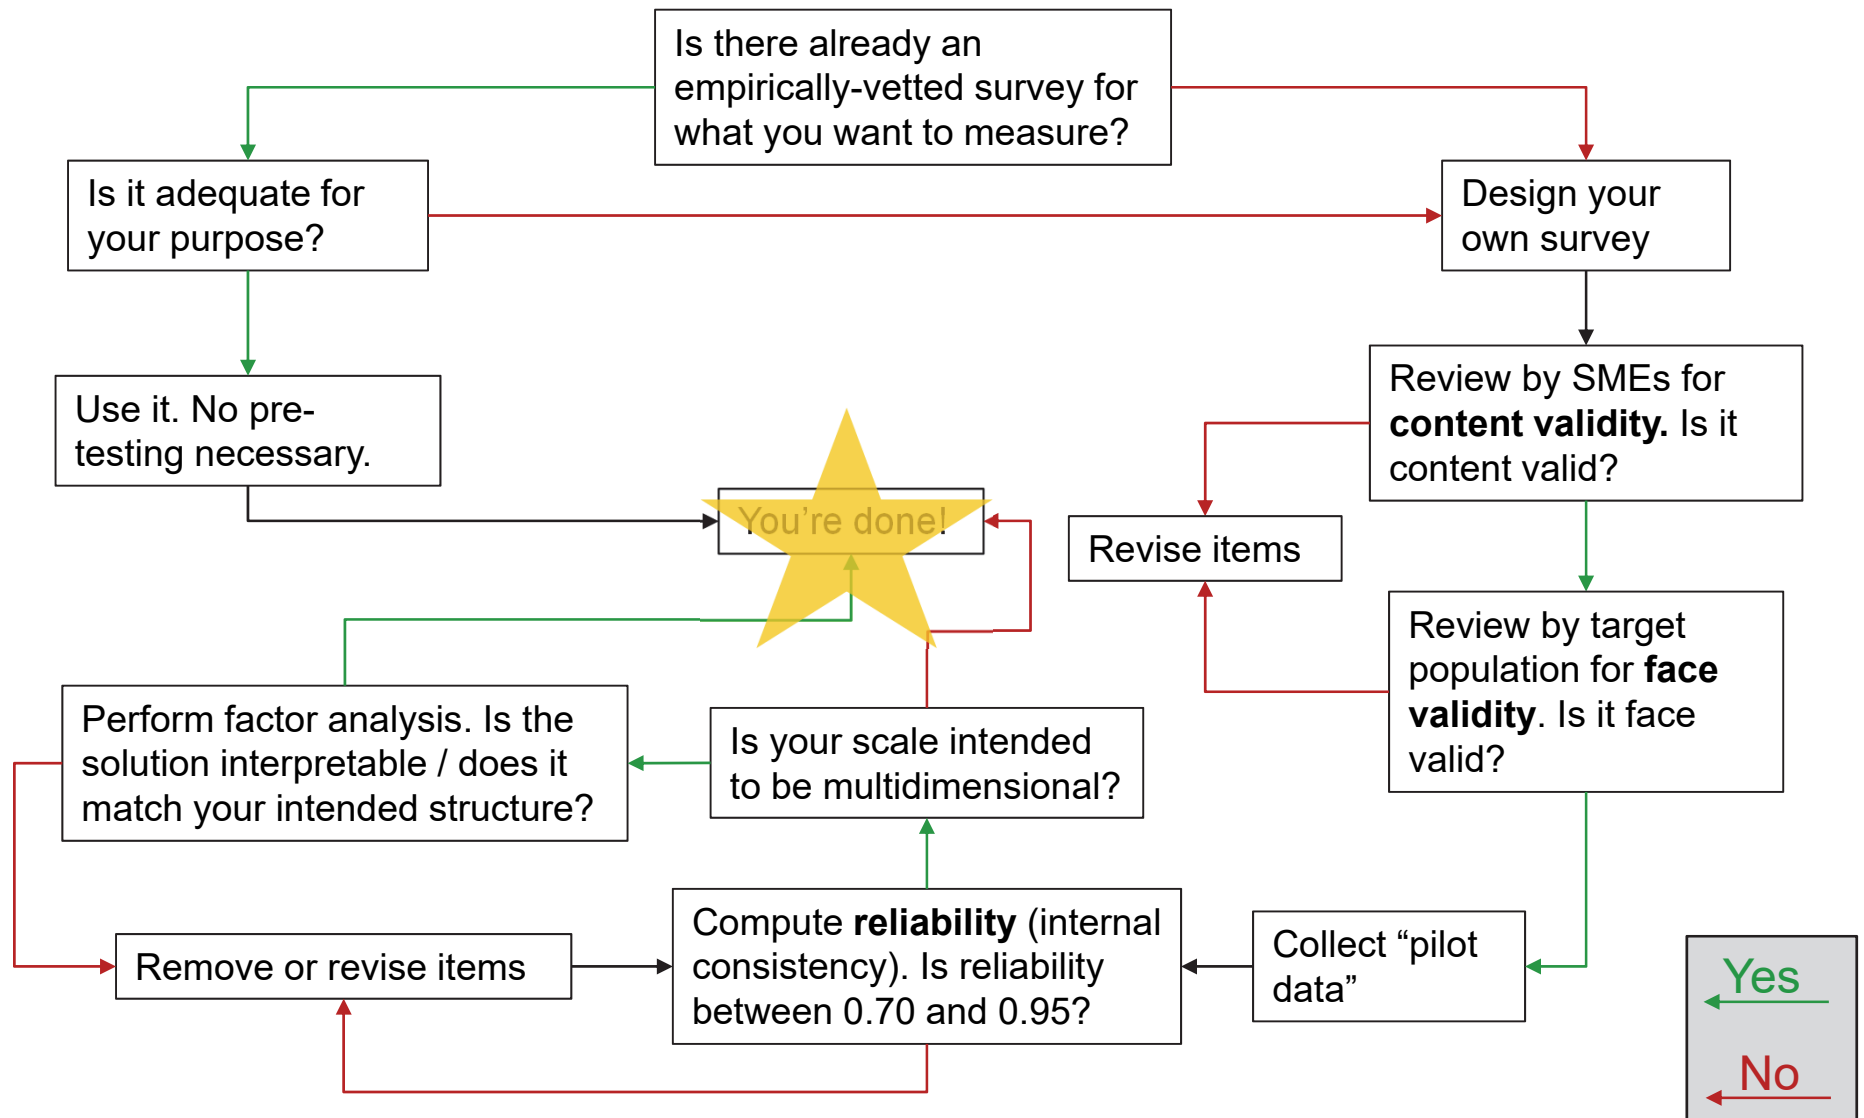 Is there already an
empirically-vetted survey for
what you want to measure?
Is it adequate for
your purpose?
Design your
own survey
Use it. No pre-
testing necessary.
Review by SMEs for
content validity. Is it
content valid?
You're done!
Revise items
Review by target
population for face
validity. Is it face
valid?
Perform factor analysis. Is the
solution interpretable / does it
match your intended structure?
Is your scale intended
to be multidimensional?
Remove or revise items
Compute reliability (internal
consistency). Is reliability
between 0.70 and 0.95?
Collect “pilot
data”
Yes
No